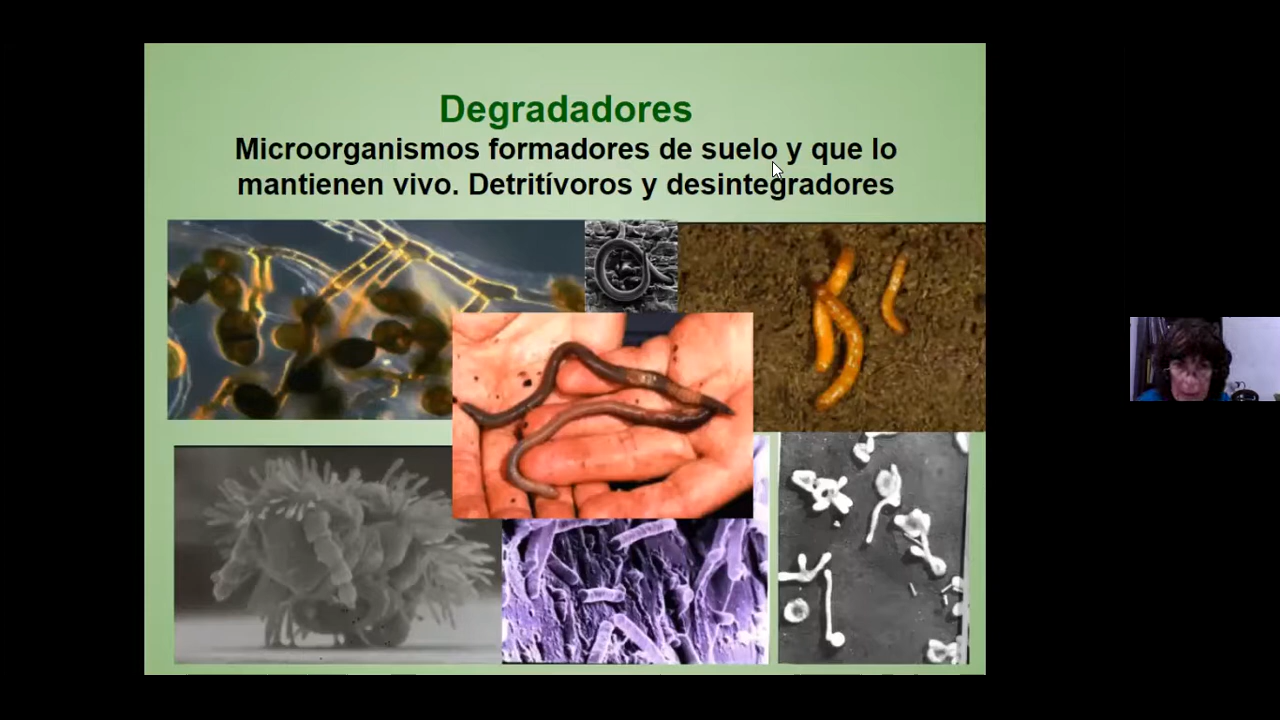 Degradadores
Microorganismos formadores de suelo y que lo
mantienen vivo. Detritívoros y desintegradores